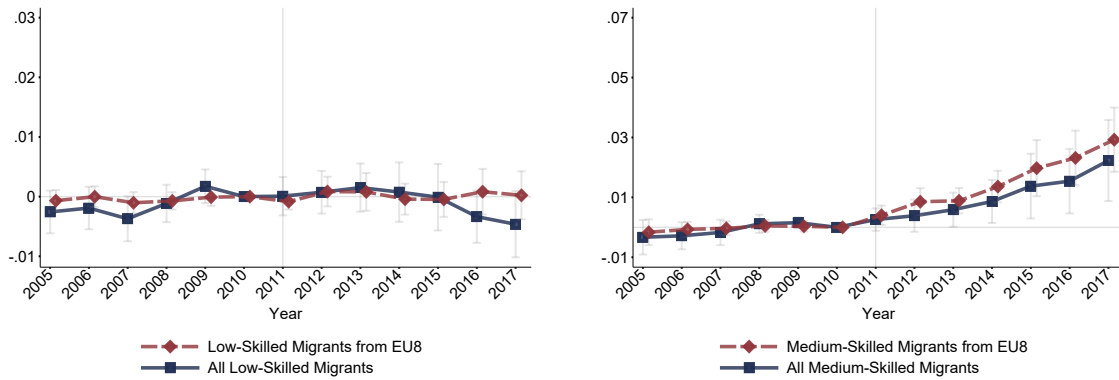 .03
.02
.01
0
-.01
2005 2006 2007 2008 2009 2010 2011 2012 2013 2014 2015 2016 2017
Year
Low-Skilled Migrants from EU8
All Low-Skilled Migrants
.07
.05
.03
.01
-.01
2005 2006 2007 2008 2009 2010 2011 2012 2013 2014 2015 2016 2017
Year
Medium-Skilled Migrants from EU8
All Medium-Skilled Migrants